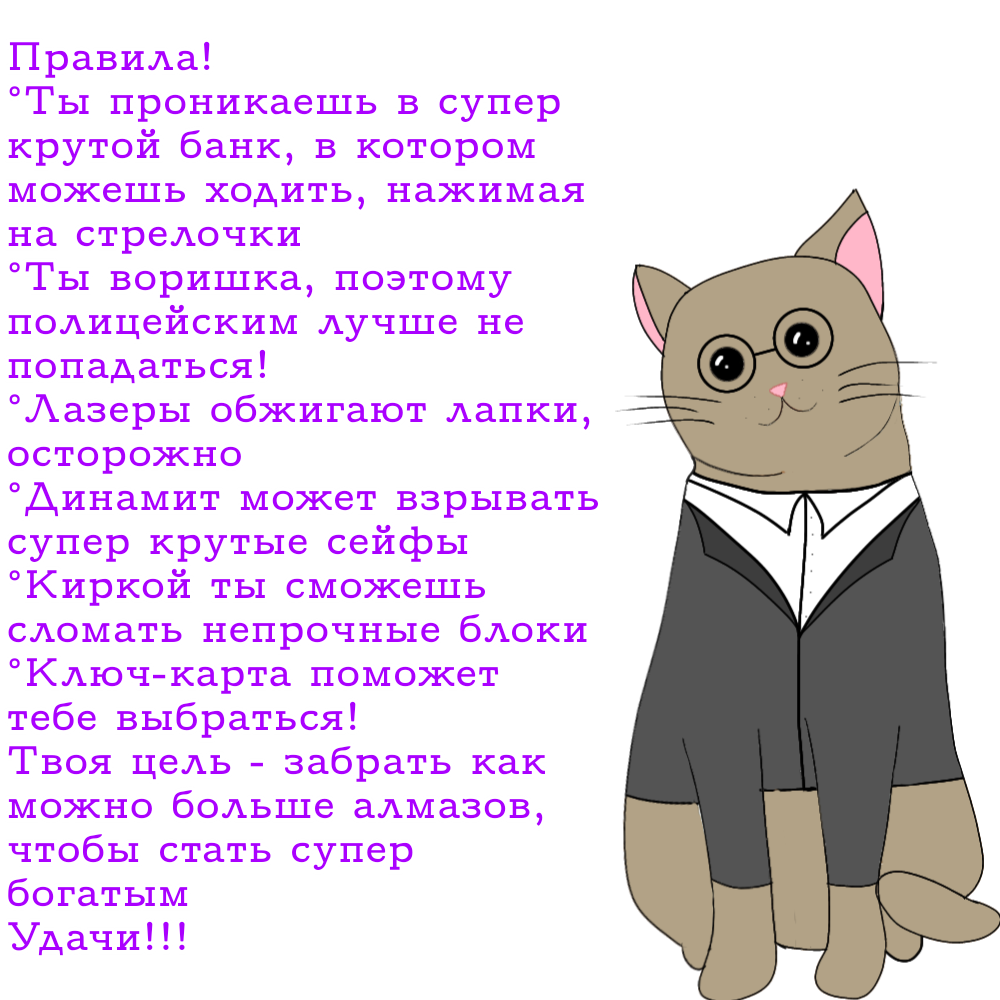 Правила!
°Ты проникаешь в супер
крутой банк, в котором
можешь ходить, нажимая
на стрелочки
°Ты воришка, поэтому
полицейским лучше не
попадаться!
°Лазеры обжигают лапки,
осторожно
°Динамит может взрывать
супер крутые сейфы
°Киркой ты сможешь
сломать непрочные блоки
°Ключ-карта поможет
тебе выбраться!
Твоя цель - забрать как
можно больше алмазов,
чтобы стать супер
богатым
Удачи!!!